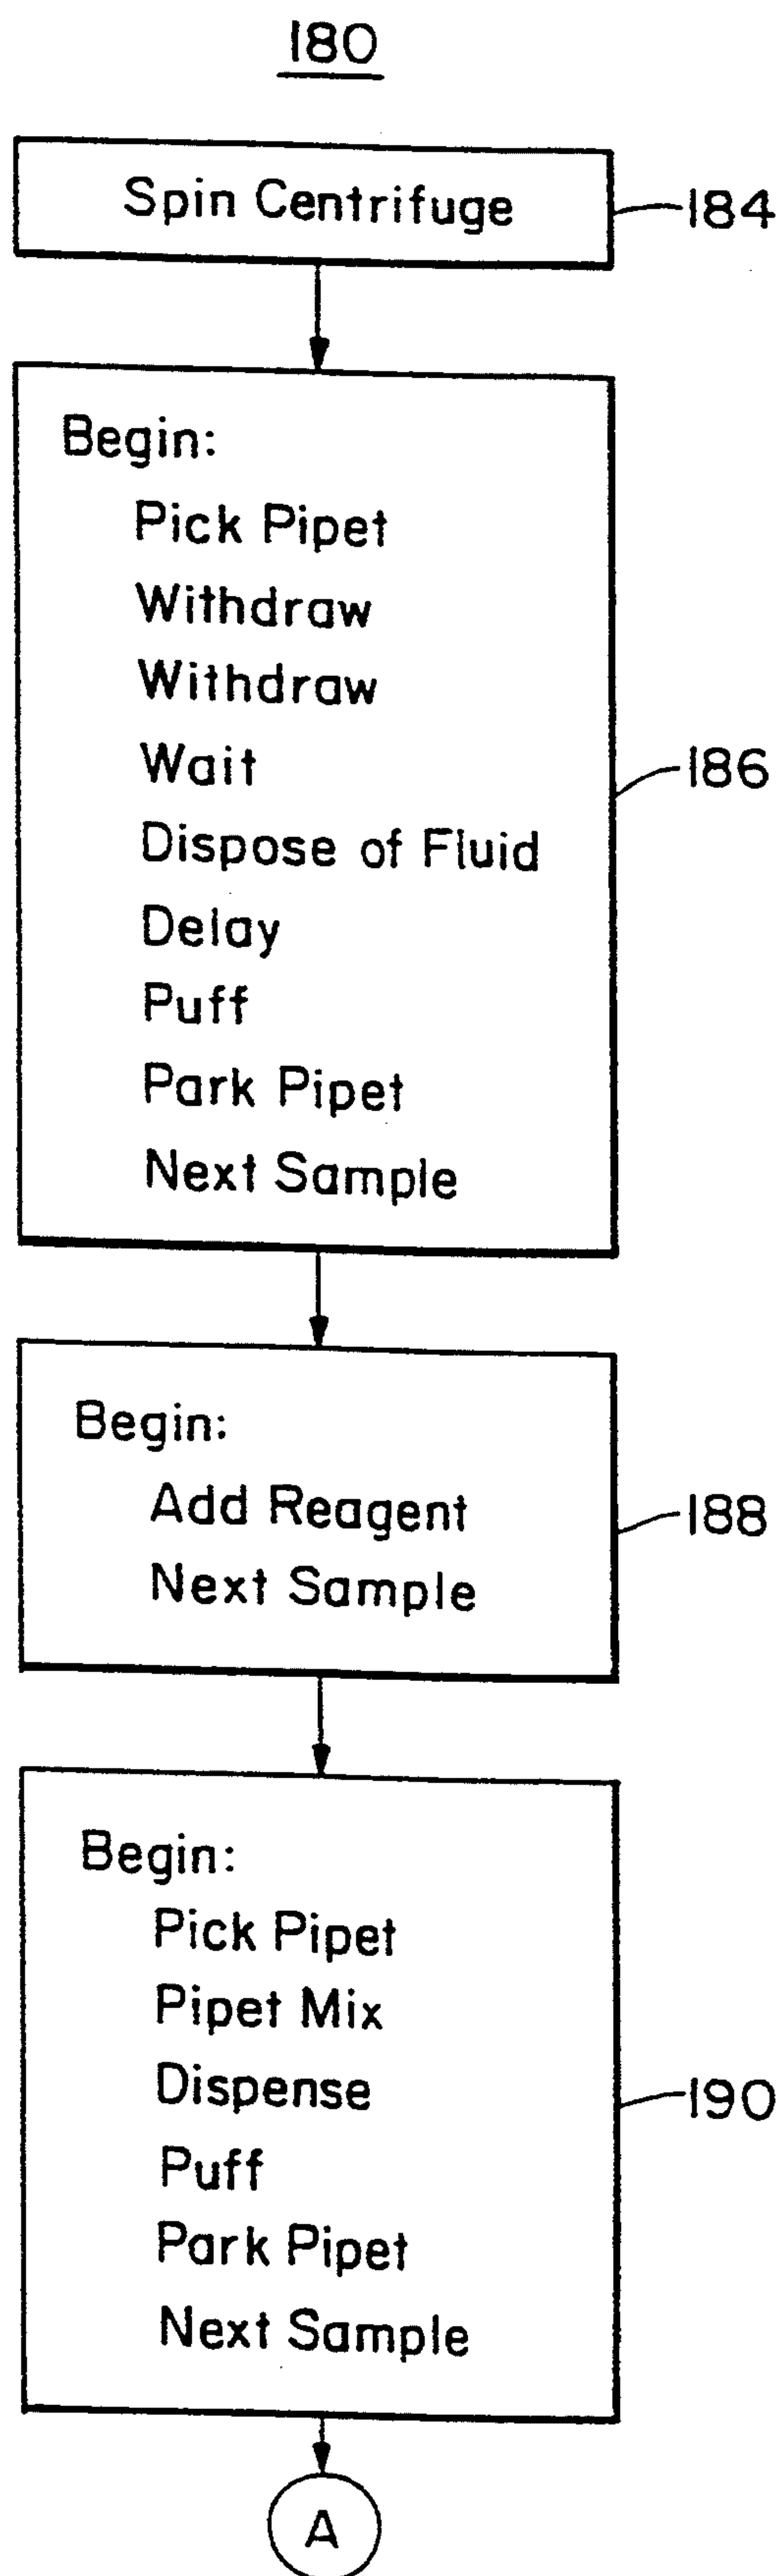 180
Spin Centrifuge
184
Begin:
Pick Pipet
Withdraw
Withdraw
Wait
186
Dispose of Fluid
Delay
Puff
Park Pipet
Next Sample
Begin:
Add Reagent
188
Next Sample
Begin:
Pick Pipet
Pipet Mix
Dispense
190
Puff
Park Pipet
Next Sample
A